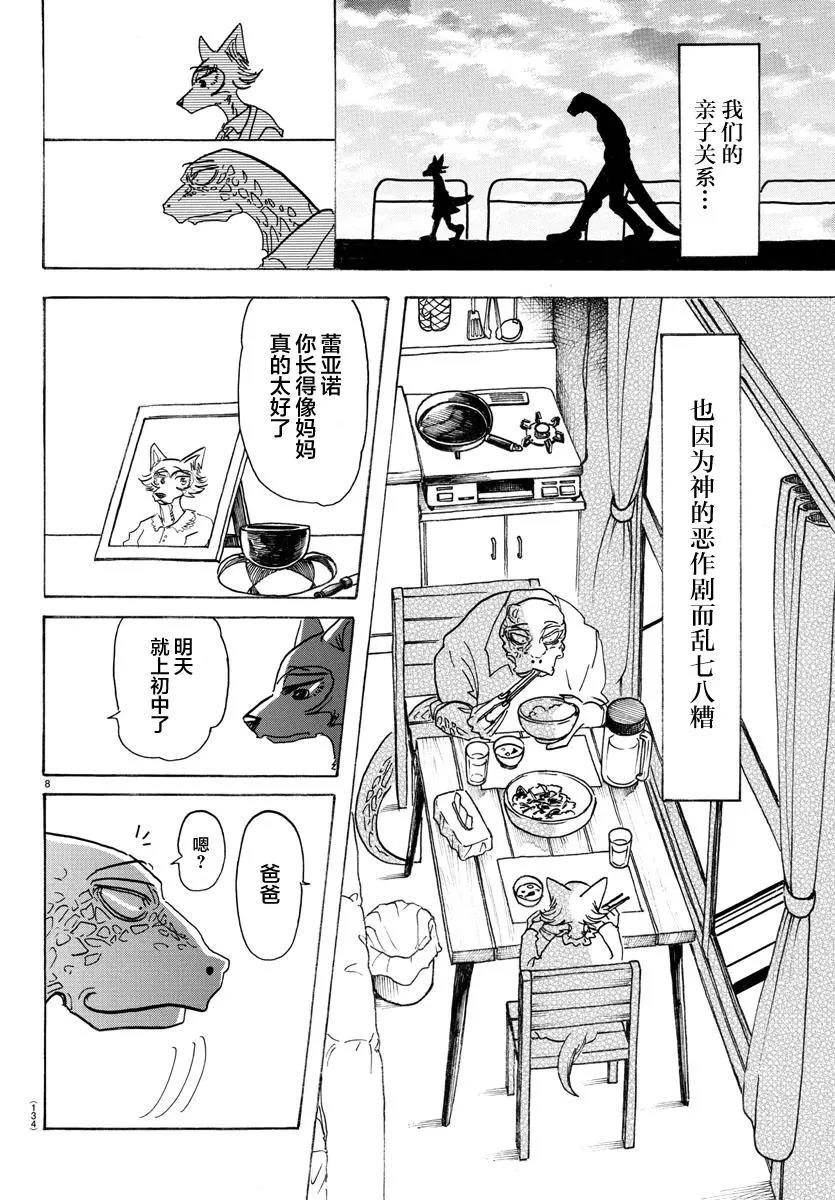 我们的
亲子关系…
也因为神的恶作剧而乱七八糟
蕾亚诺
你长得像妈妈
真的太好了
明天
就上初中了
8
爸爸
嗯?
(134)